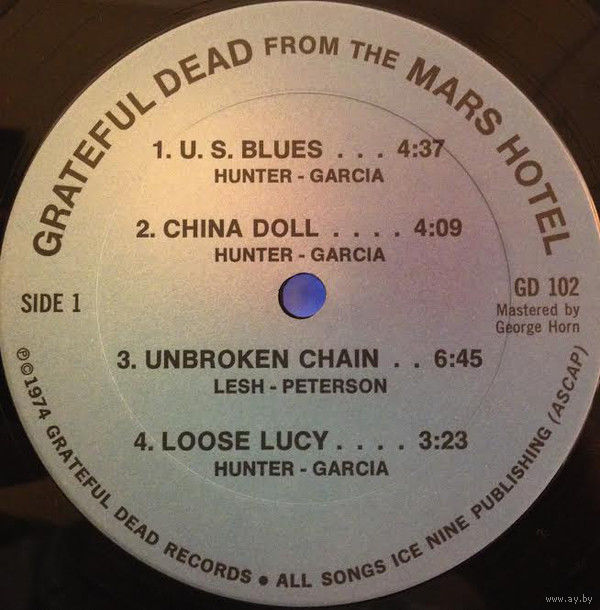 GRATEFUL DEAD FROM THE MARS HOTEL
1. U. S. BLUES . . . 4:37
HUNTER - GARCIA
2. CHINA DOLL . . . . 4:09
HUNTER - GARCIA
SIDE 1
GD 102
Mastered by
George Horn
3. UNBROKEN CHAIN . . 6:45
LESH - PETERSON
4. LOOSE LUCY . . . . 3:23
HUNTER - GARCIA
℗©1974 GRATEFUL DEAD RECORDS • ALL SONGS ICE NINE PUBLISHING (ASCAP)
www.ay.by